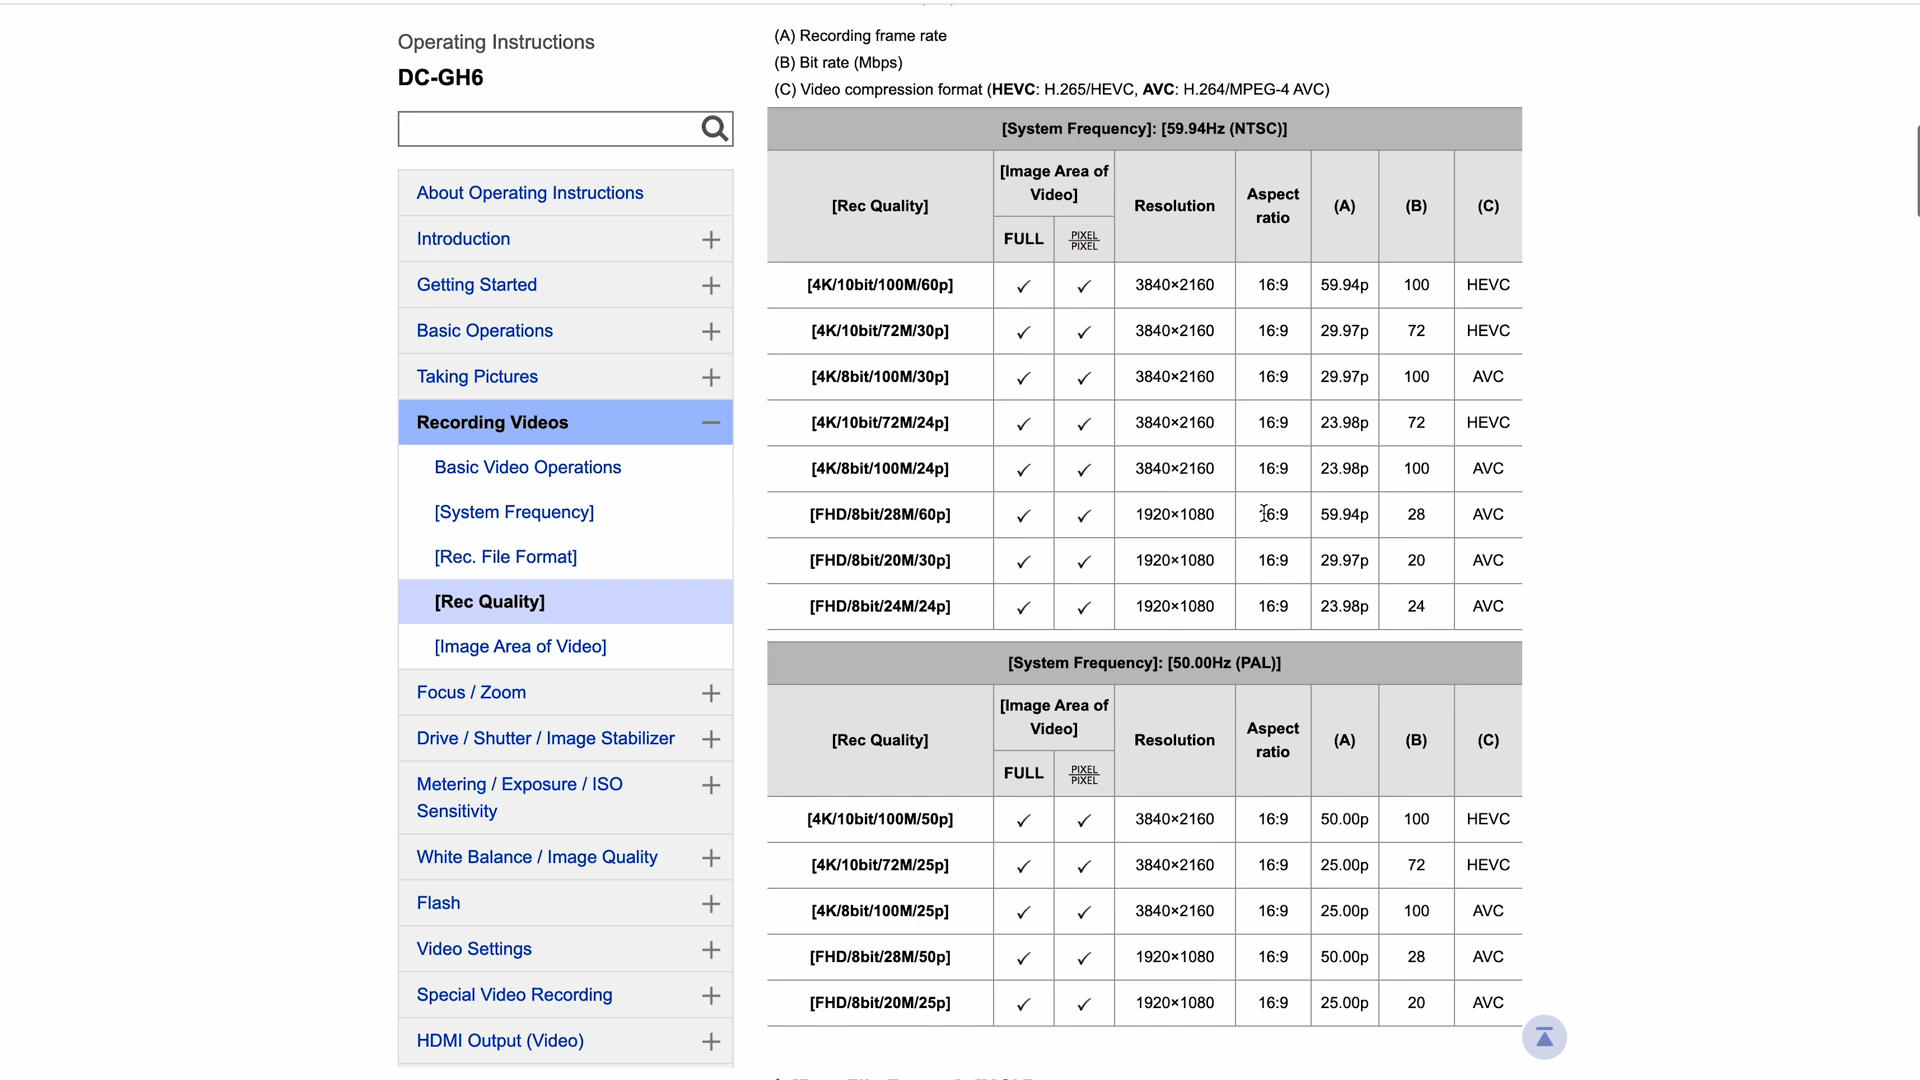 Operating Instructions
DC-GH6
About Operating Instructions
Introduction
Getting Started
Basic Operations
Taking Pictures
Recording Videos
Basic Video Operations
[System Frequency]
[Rec. File Format]
[Rec Quality]
[Image Area of Video]
Focus / Zoom
Drive / Shutter / Image Stabilizer
Metering / Exposure / ISO
Sensitivity
White Balance / Image Quality
Flash
Video Settings
Special Video Recording
HDMI Output (Video)
(A) Recording frame rate
(B) Bit rate (Mbps)
(C) Video compression format (HEVC: H.265/HEVC, AVC: H.264/MPEG-4 AVC)
[System Frequency]: [59.94Hz (NTSC)]
[Rec Quality] [Image Area of Video] Resolution Aspect ratio (A) (B) (C)
FULL PIXEL PIXEL
[4K/10bit/100M/60p] ✓ ✓ 3840×2160 16:9 59.94p 100 HEVC
[4K/10bit/72M/30p] ✓ ✓ 3840×2160 16:9 29.97p 72 HEVC
[4K/8bit/100M/30p] ✓ ✓ 3840×2160 16:9 29.97p 100 AVC
[4K/10bit/72M/24p] ✓ ✓ 3840×2160 16:9 23.98p 72 HEVC
[4K/8bit/100M/24p] ✓ ✓ 3840×2160 16:9 23.98p 100 AVC
[FHD/8bit/28M/60p] ✓ ✓ 1920×1080 16:9 59.94p 28 AVC
[FHD/8bit/20M/30p] ✓ ✓ 1920×1080 16:9 29.97p 20 AVC
[FHD/8bit/24M/24p] ✓ ✓ 1920×1080 16:9 23.98p 24 AVC
[System Frequency]: [50.00Hz (PAL)]
[Rec Quality] [Image Area of Video] Resolution Aspect ratio (A) (B) (C)
FULL PIXEL PIXEL
[4K/10bit/100M/50p] ✓ ✓ 3840×2160 16:9 50.00p 100 HEVC
[4K/10bit/72M/25p] ✓ ✓ 3840×2160 16:9 25.00p 72 HEVC
[4K/8bit/100M/25p] ✓ ✓ 3840×2160 16:9 25.00p 100 AVC
[FHD/8bit/28M/50p] ✓ ✓ 1920×1080 16:9 50.00p 28 AVC
[FHD/8bit/20M/25p] ✓ ✓ 1920×1080 16:9 25.00p 20 AVC